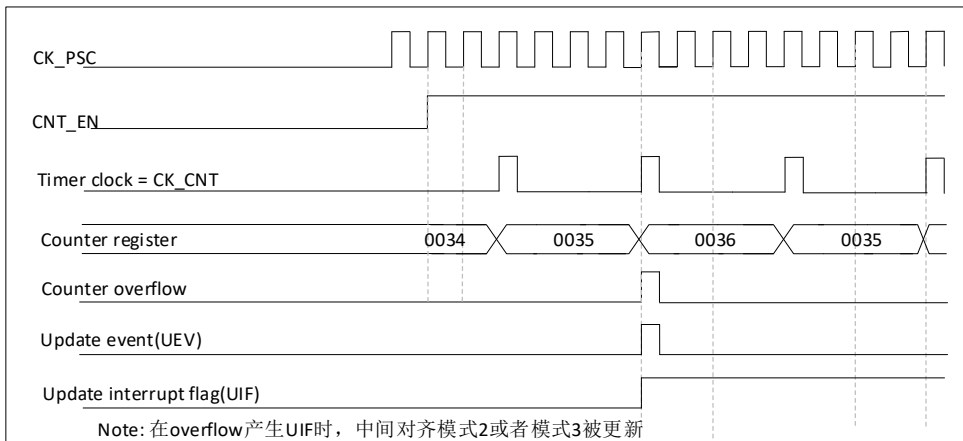 CK_PSC
CNT_EN
Timer clock = CK_CNT
Counter register 0034 0035 0036 0035
Counter overflow
Update event(UEV)
Update interrupt flag(UIF)
Note: 在overflow产生UIF时，中间对齐模式2或者模式3被更新